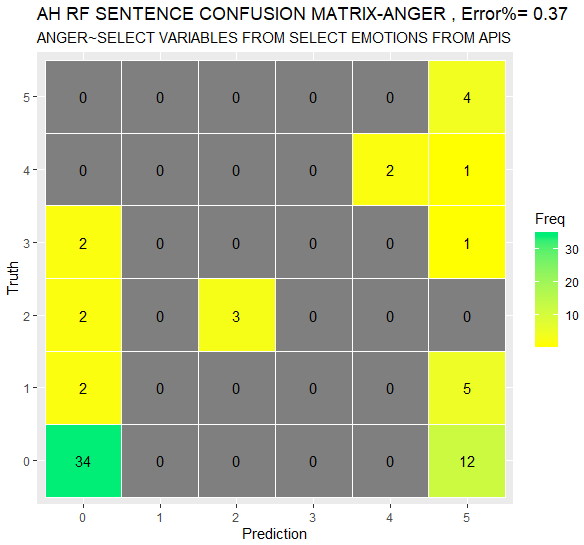 AH RF SENTENCE CONFUSION MATRIX-ANGER , Error%= 0.37
ANGER~SELECT VARIABLES FROM SELECT EMOTIONS FROM APIS
5 0 0 0 0 0 4
4 0 0 0 0 2 1
3 2 0 0 0 0 1
2 2 0 3 0 0 0
1 2 0 0 0 0 5
0 34 0 0 0 0 12
0 1 2 3 4 5
Truth
Prediction
Freq
30
20
10